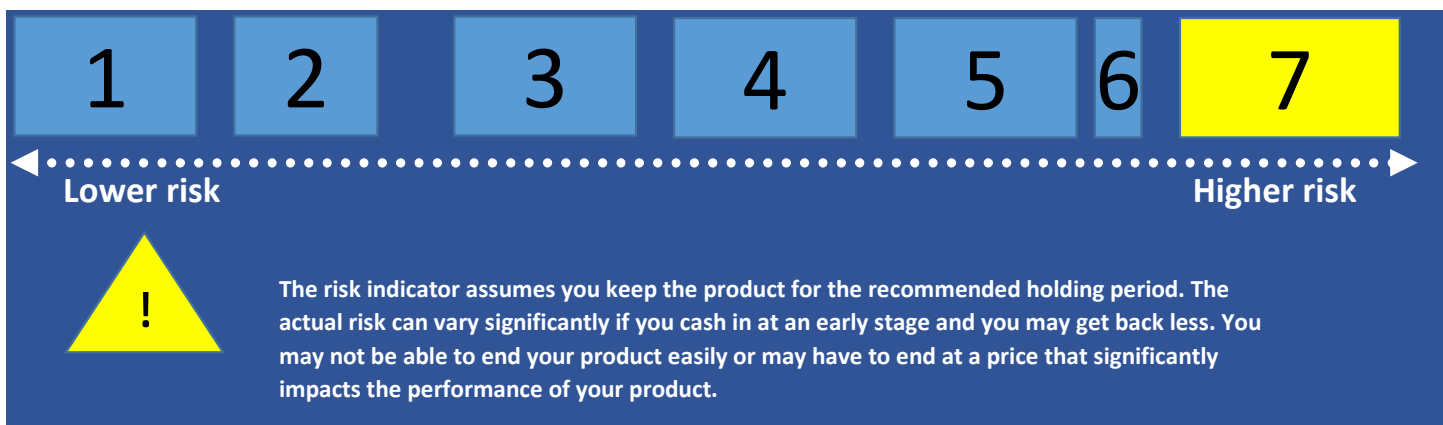 1 2 3 4 5 6 7
Lower risk Higher risk
!
The risk indicator assumes you keep the product for the recommended holding period. The
actual risk can vary significantly if you cash in at an early stage and you may get back less. You
may not be able to end your product easily or may have to end at a price that significantly
impacts the performance of your product.